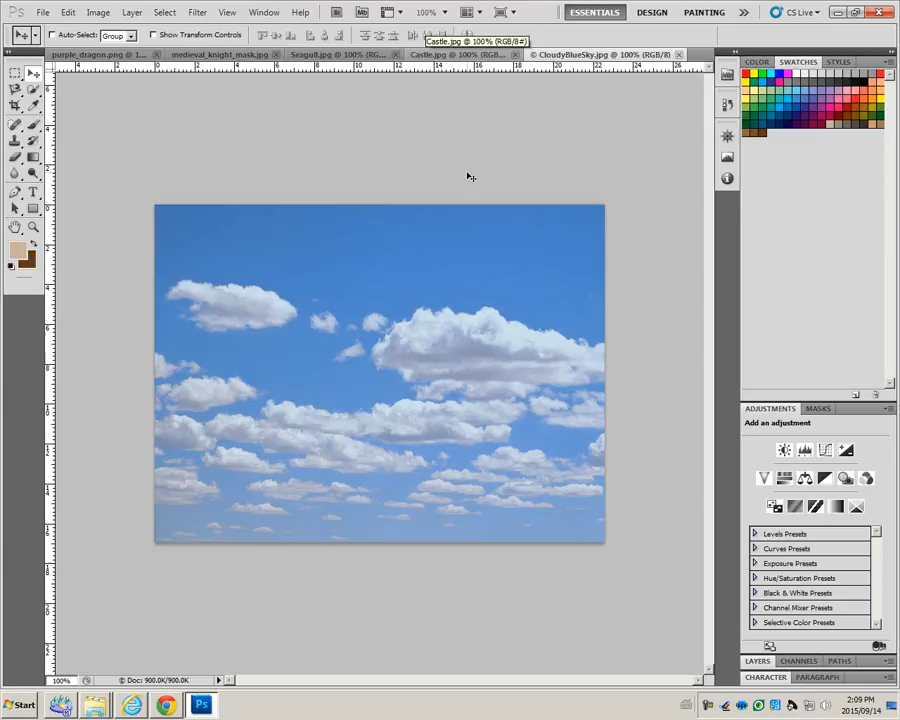 Ps File Edit Image Layer Select Filter View Window Help Br Mb 100% ESSENTIALS DESIGN PAINTING CS Live
Auto-Select: Group Show Transform Controls
Castle.jpg @ 100% (RGB/8#)
purple_dragon.png @ 1... medieval_knight_mask.jpg Seagull.jpg @ 100% (RG... Castle.jpg @ 100% (RGB... © CloudyBlueSky.jpg @ 100% (RGB/8)
COLOR SWATCHES STYLES
ADJUSTMENTS MASKS
Add an adjustment
Levels Presets
Curves Presets
Exposure Presets
Hue/Saturation Presets
Black & White Presets
Channel Mixer Presets
Selective Color Presets
LAYERS CHANNELS PATHS
CHARACTER PARAGRAPH
100% Doc: 900.0K/900.0K
Start Ps 2:09 PM
2015/09/14